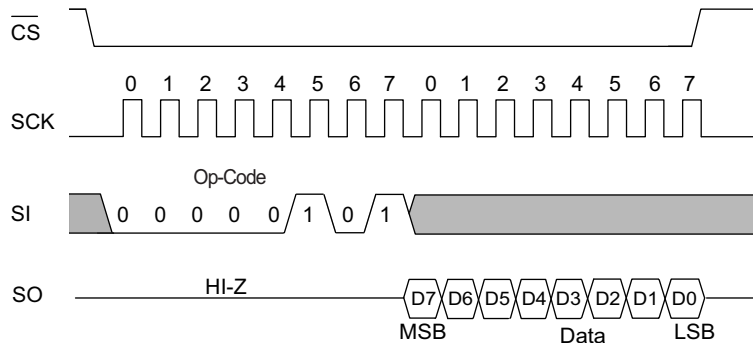 CS
0 1 2 3 4 5 6 7 0 1 2 3 4 5 6 7
SCK
Op-Code
SI 0 0 0 0 0 1 0 1
HI-Z
SO D7 D6 D5 D4 D3 D2 D1 D0
MSB Data LSB